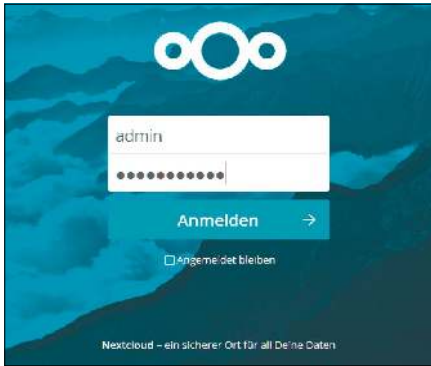 admin
●●●●●●●●●●●
Anmelden →
Angemeldet bleiben
Nextcloud – ein sicherer Ort für all Deine Daten